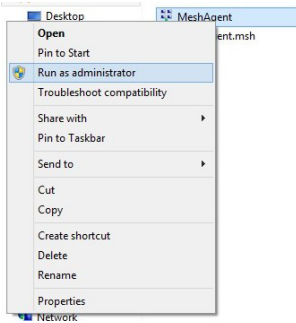 Desktop
MeshAgent
Open
ent.msh
Pin to Start
Run as administrator
Troubleshoot compatibility
Share with
Pin to Taskbar
Send to
Cut
Copy
Create shortcut
Delete
Rename
Properties
Network